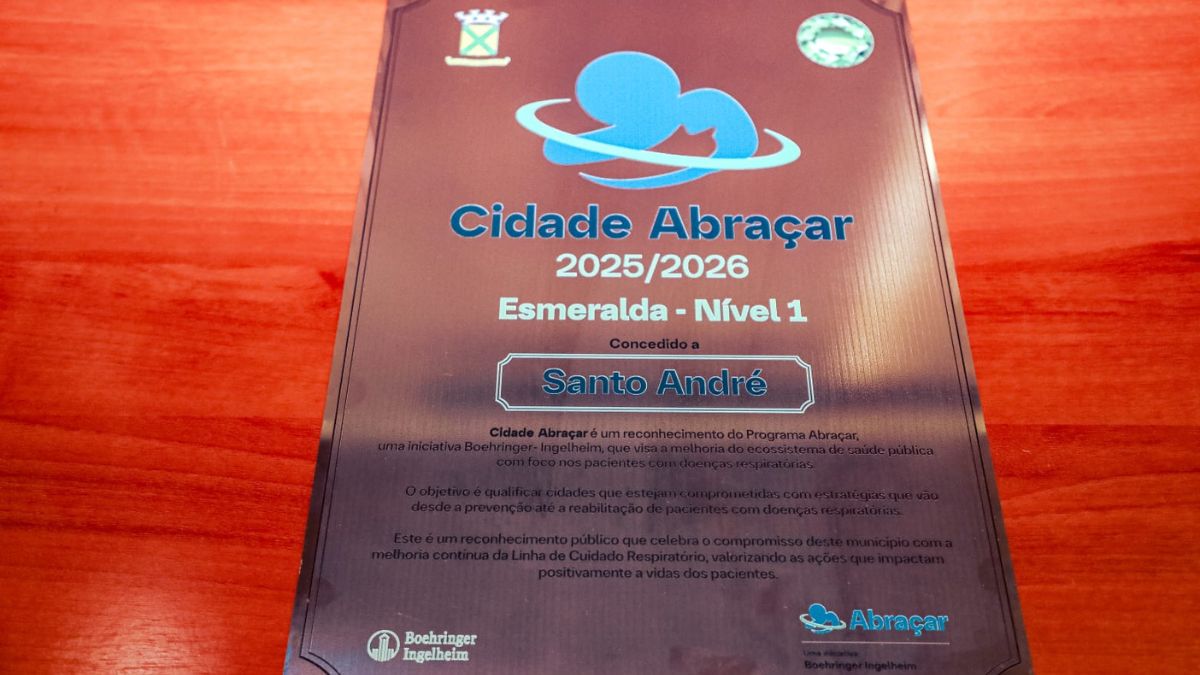 Cidade Abraçar
2025/2026
Esmeralda - Nível 1
Concedido a
Santo André
Cidade Abraçar é um reconhecimento do Programa Abraçar,
uma iniciativa Boehringer- Ingelheim, que visa a melhoria do ecossistema de saúde pública
com foco nos pacientes com doenças respiratórias.
O objetivo é qualificar cidades que estejam comprometidas com estratégias que vão
desde a prevenção até a reabilitação de pacientes com doenças respiratórias.
Este é um reconhecimento público que celebra o compromisso deste município com a
melhoria contínua da Linha de Cuidado Respiratório, valorizando as ações que impactam
positivamente a vidas dos pacientes.
Boehringer
Ingelheim
Abraçar
Uma iniciativa
Boehringer Ingelheim